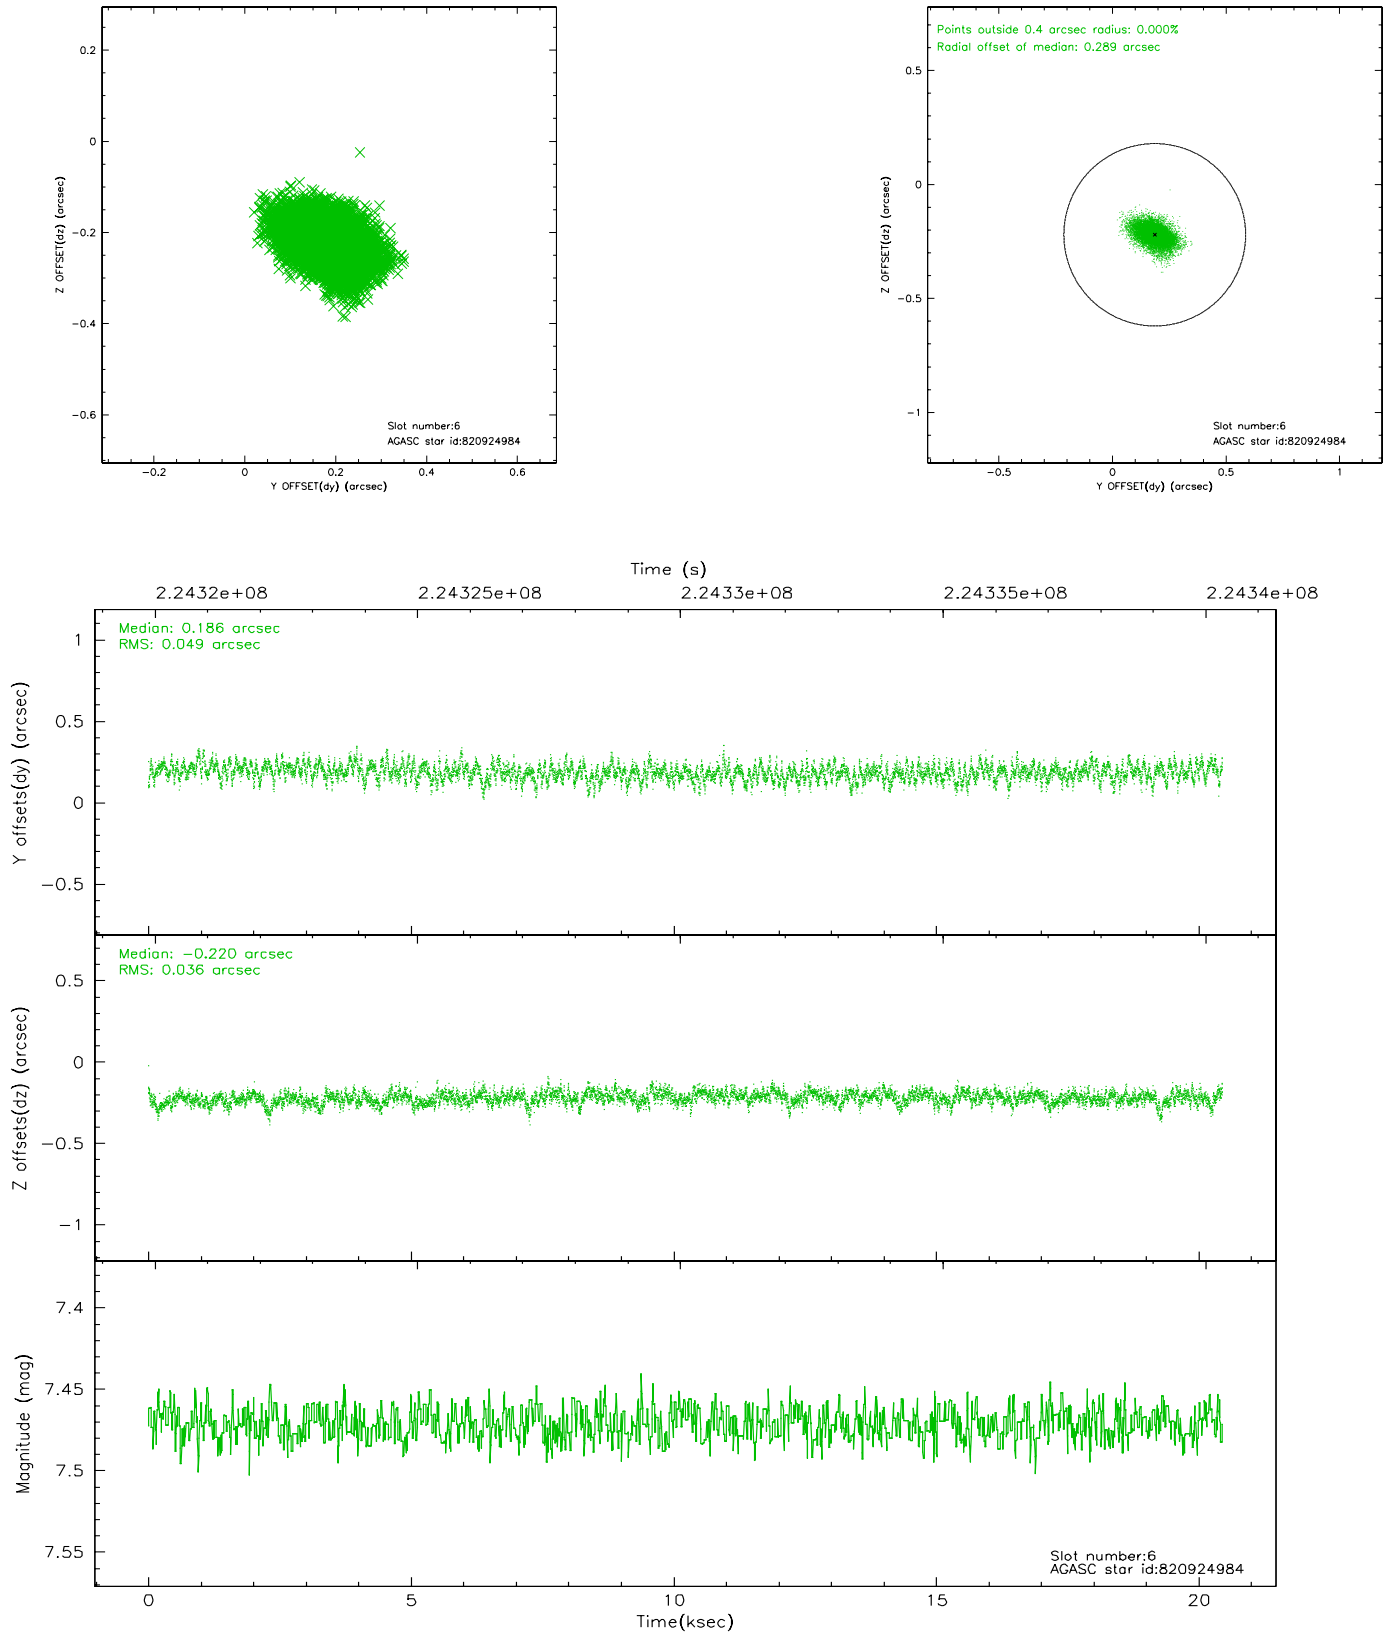 0.2
0
−0.2
−0.4
−0.6
Z OFFSET(dz) (arcsec)
Slot number:6
AGASC star id:820924984
−0.2
0
0.2
0.4
0.6
Y OFFSET(dy) (arcsec)
Points outside 0.4 arcsec radius: 0.000%
Radial offset of median: 0.289 arcsec
0.5
0
−0.5
−1
Z OFFSET(dz) (arcsec)
Slot number:6
AGASC star id:820924984
−0.5
0
0.5
1
Y OFFSET(dy) (arcsec)
Time (s)
2.2432e+08
2.24325e+08
2.2433e+08
2.24335e+08
2.2434e+08
Median: 0.186 arcsec
RMS: 0.049 arcsec
1
0.5
0
−0.5
Y offsets(dy) (arcsec)
Median: −0.220 arcsec
RMS: 0.036 arcsec
0.5
0
−0.5
−1
Z offsets(dz) (arcsec)
7.4
7.45
7.5
7.55
Magnitude (mag)
Slot number:6
AGASC star id:820924984
0
5
10
15
20
Time(ksec)